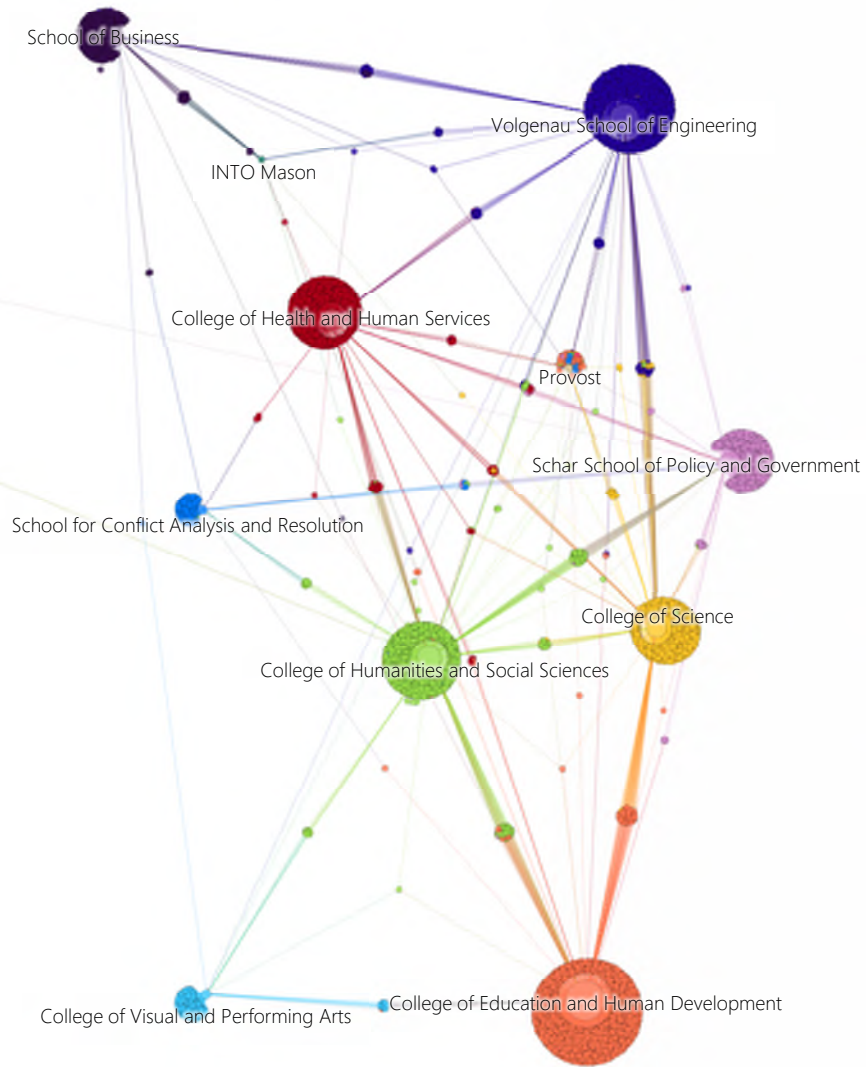 School of Business
Volgenau School of Engineering
INTO Mason
College of Health and Human Services
Provost
Schar School of Policy and Government
School for Conflict Analysis and Resolution
College of Science
College of Humanities and Social Sciences
College of Education and Human Development
College of Visual and Performing Arts